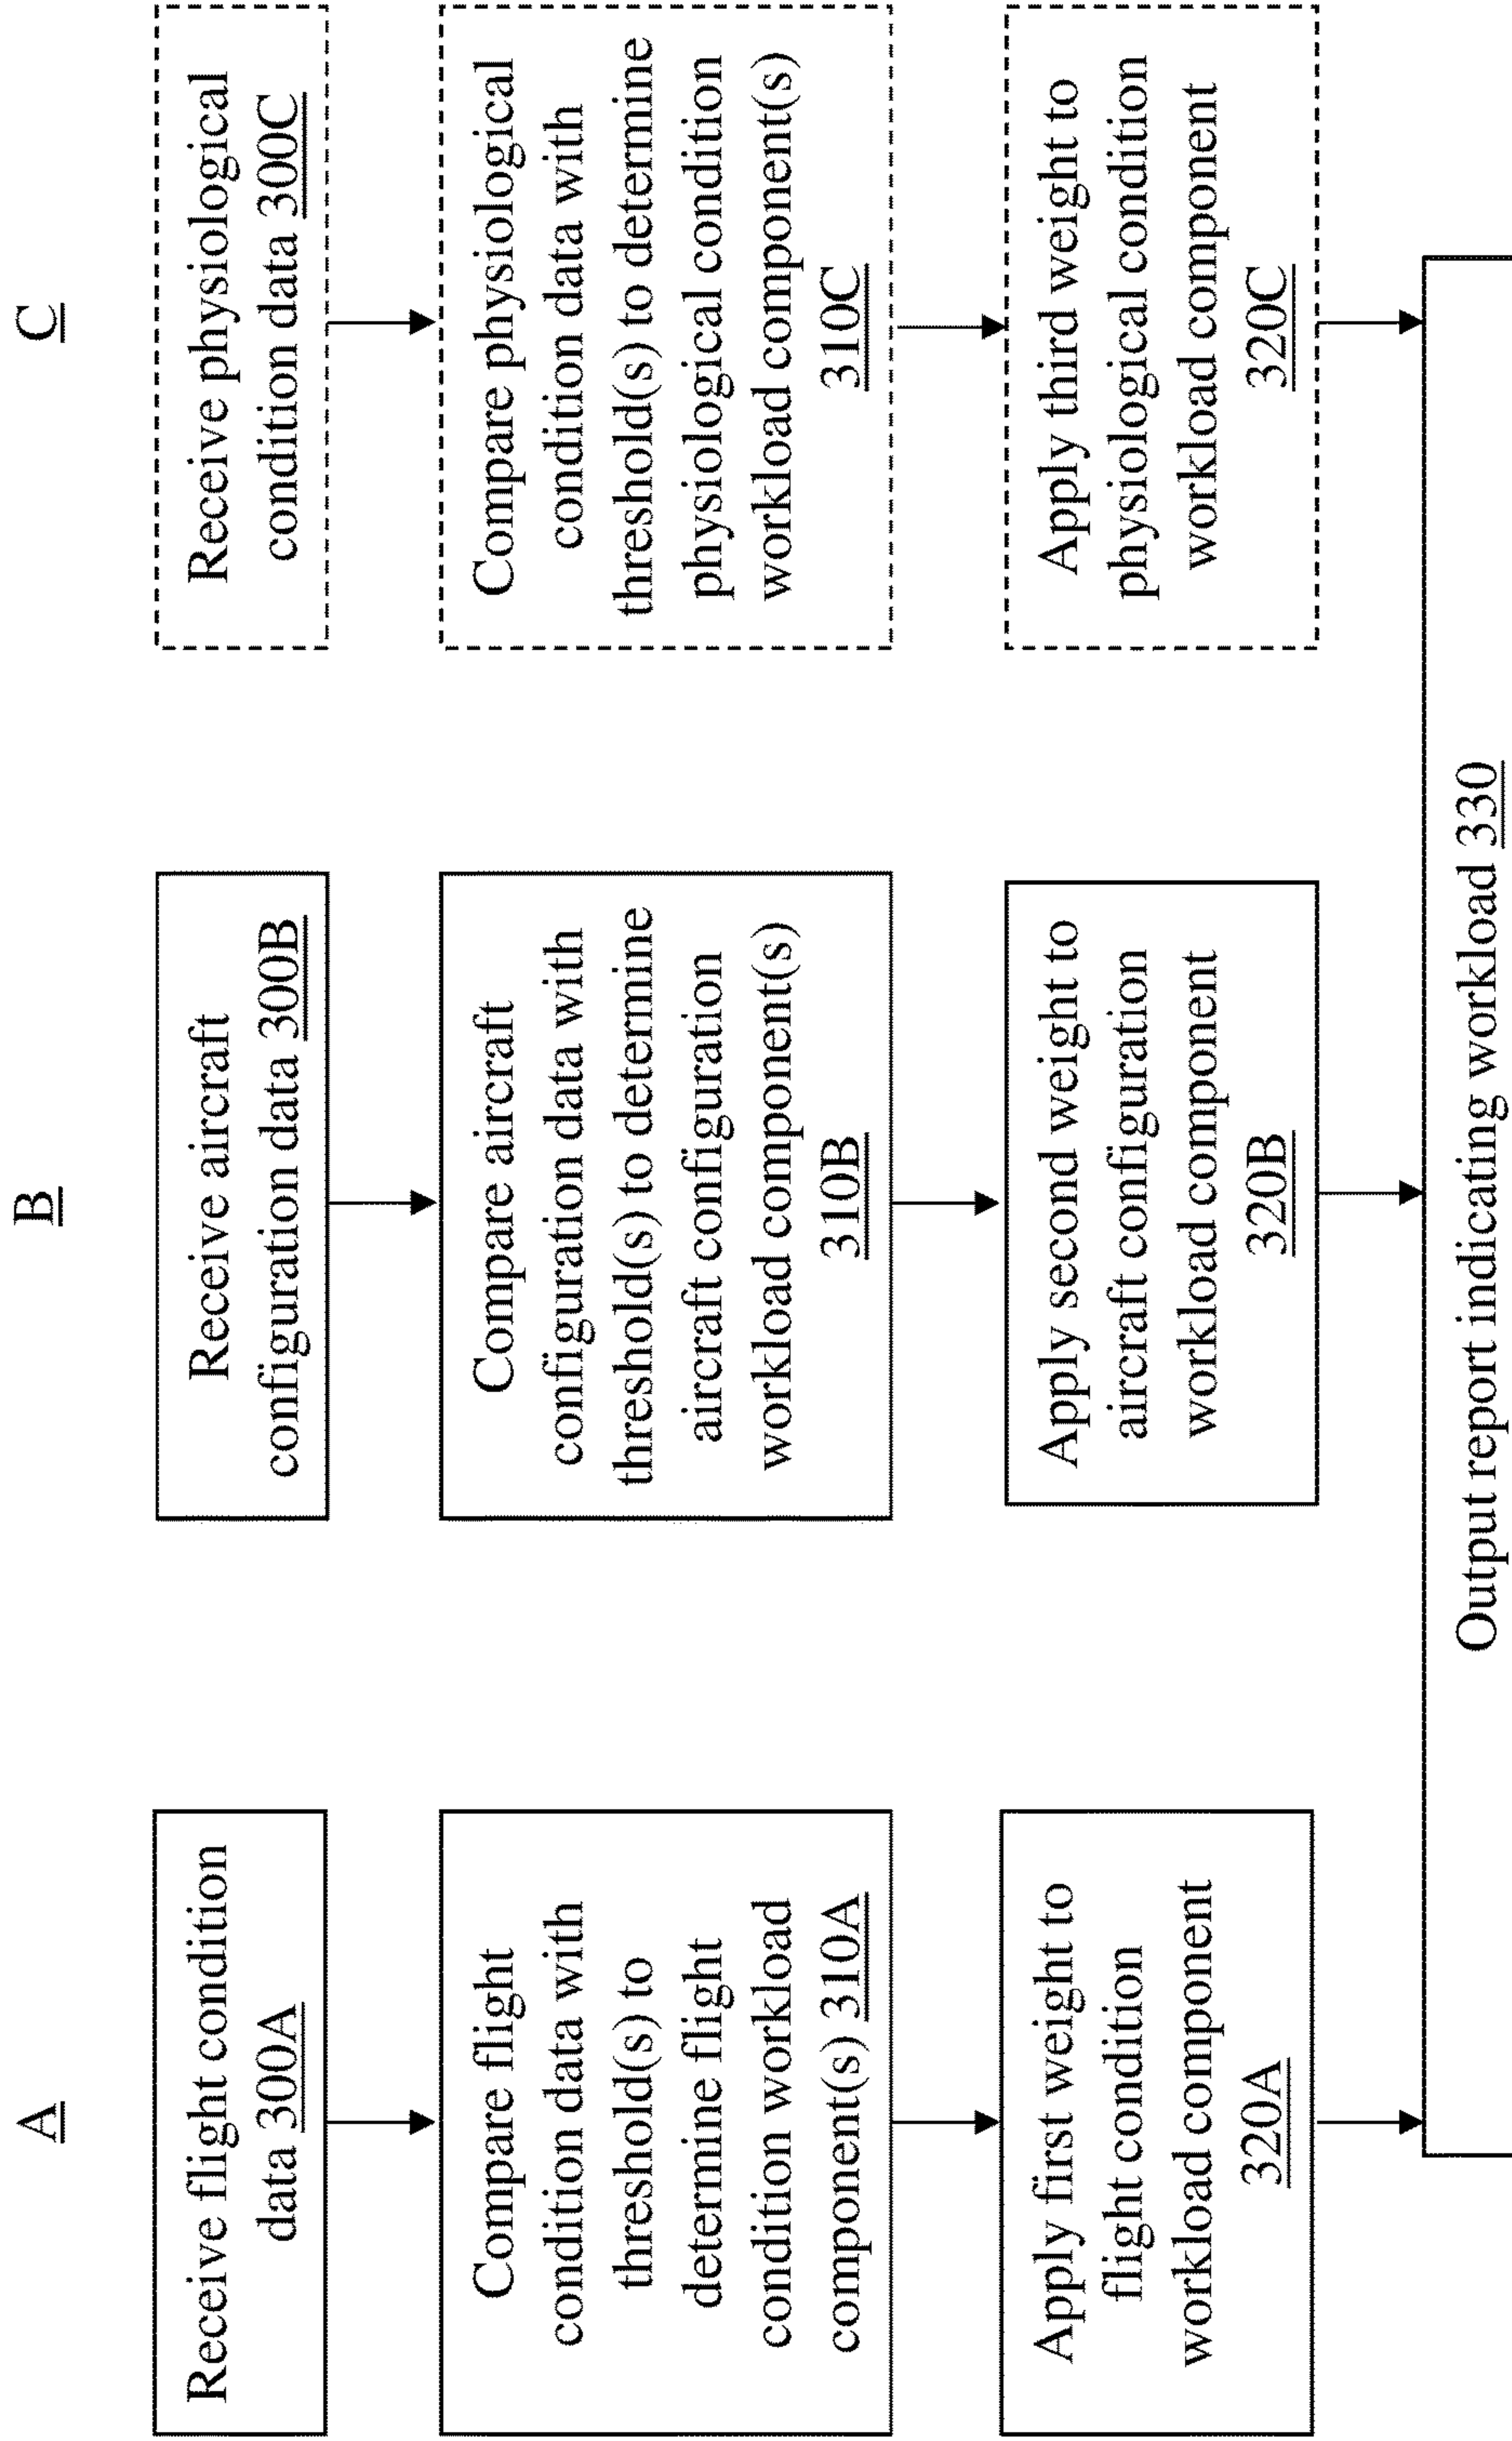 A
Receive flight condition
data 300A
Compare flight
condition data with
threshold(s) to
determine flight
condition workload
component(s) 310A
Apply first weight to
flight condition
workload component
320A
B
Receive aircraft
configuration data 300B
Compare aircraft
configuration data with
threshold(s) to determine
aircraft configuration
workload component(s)
310B
Apply second weight to
aircraft configuration
workload component
320B
C
Receive physiological
condition data 300C
Compare physiological
condition data with
threshold(s) to determine
physiological condition
workload component(s)
310C
Apply third weight to
physiological condition
workload component
320C
Output report indicating workload 330